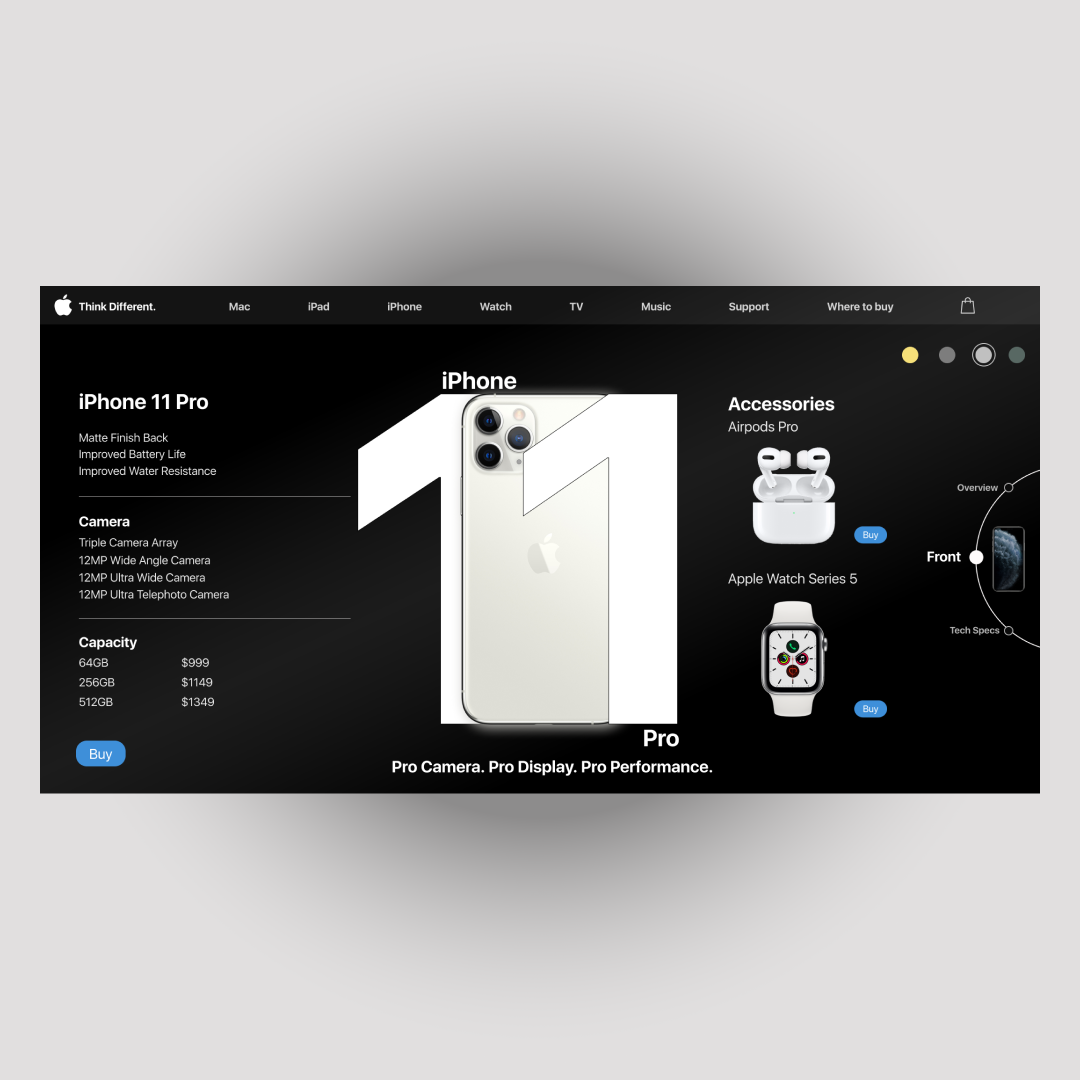 Think Different.
Mac
iPad
iPhone
Watch
TV
Music
Support
Where to buy
iPhone 11 Pro
Matte Finish Back
Improved Battery Life
Improved Water Resistance
Camera
Triple Camera Array
12MP Wide Angle Camera
12MP Ultra Wide Camera
12MP Ultra Telephoto Camera
Capacity
64GB $999
256GB $1149
512GB $1349
Buy
iPhone
11
Pro
Pro Camera. Pro Display. Pro Performance.
Accessories
Airpods Pro
Buy
Apple Watch Series 5
Buy
Overview
Front
Tech Specs